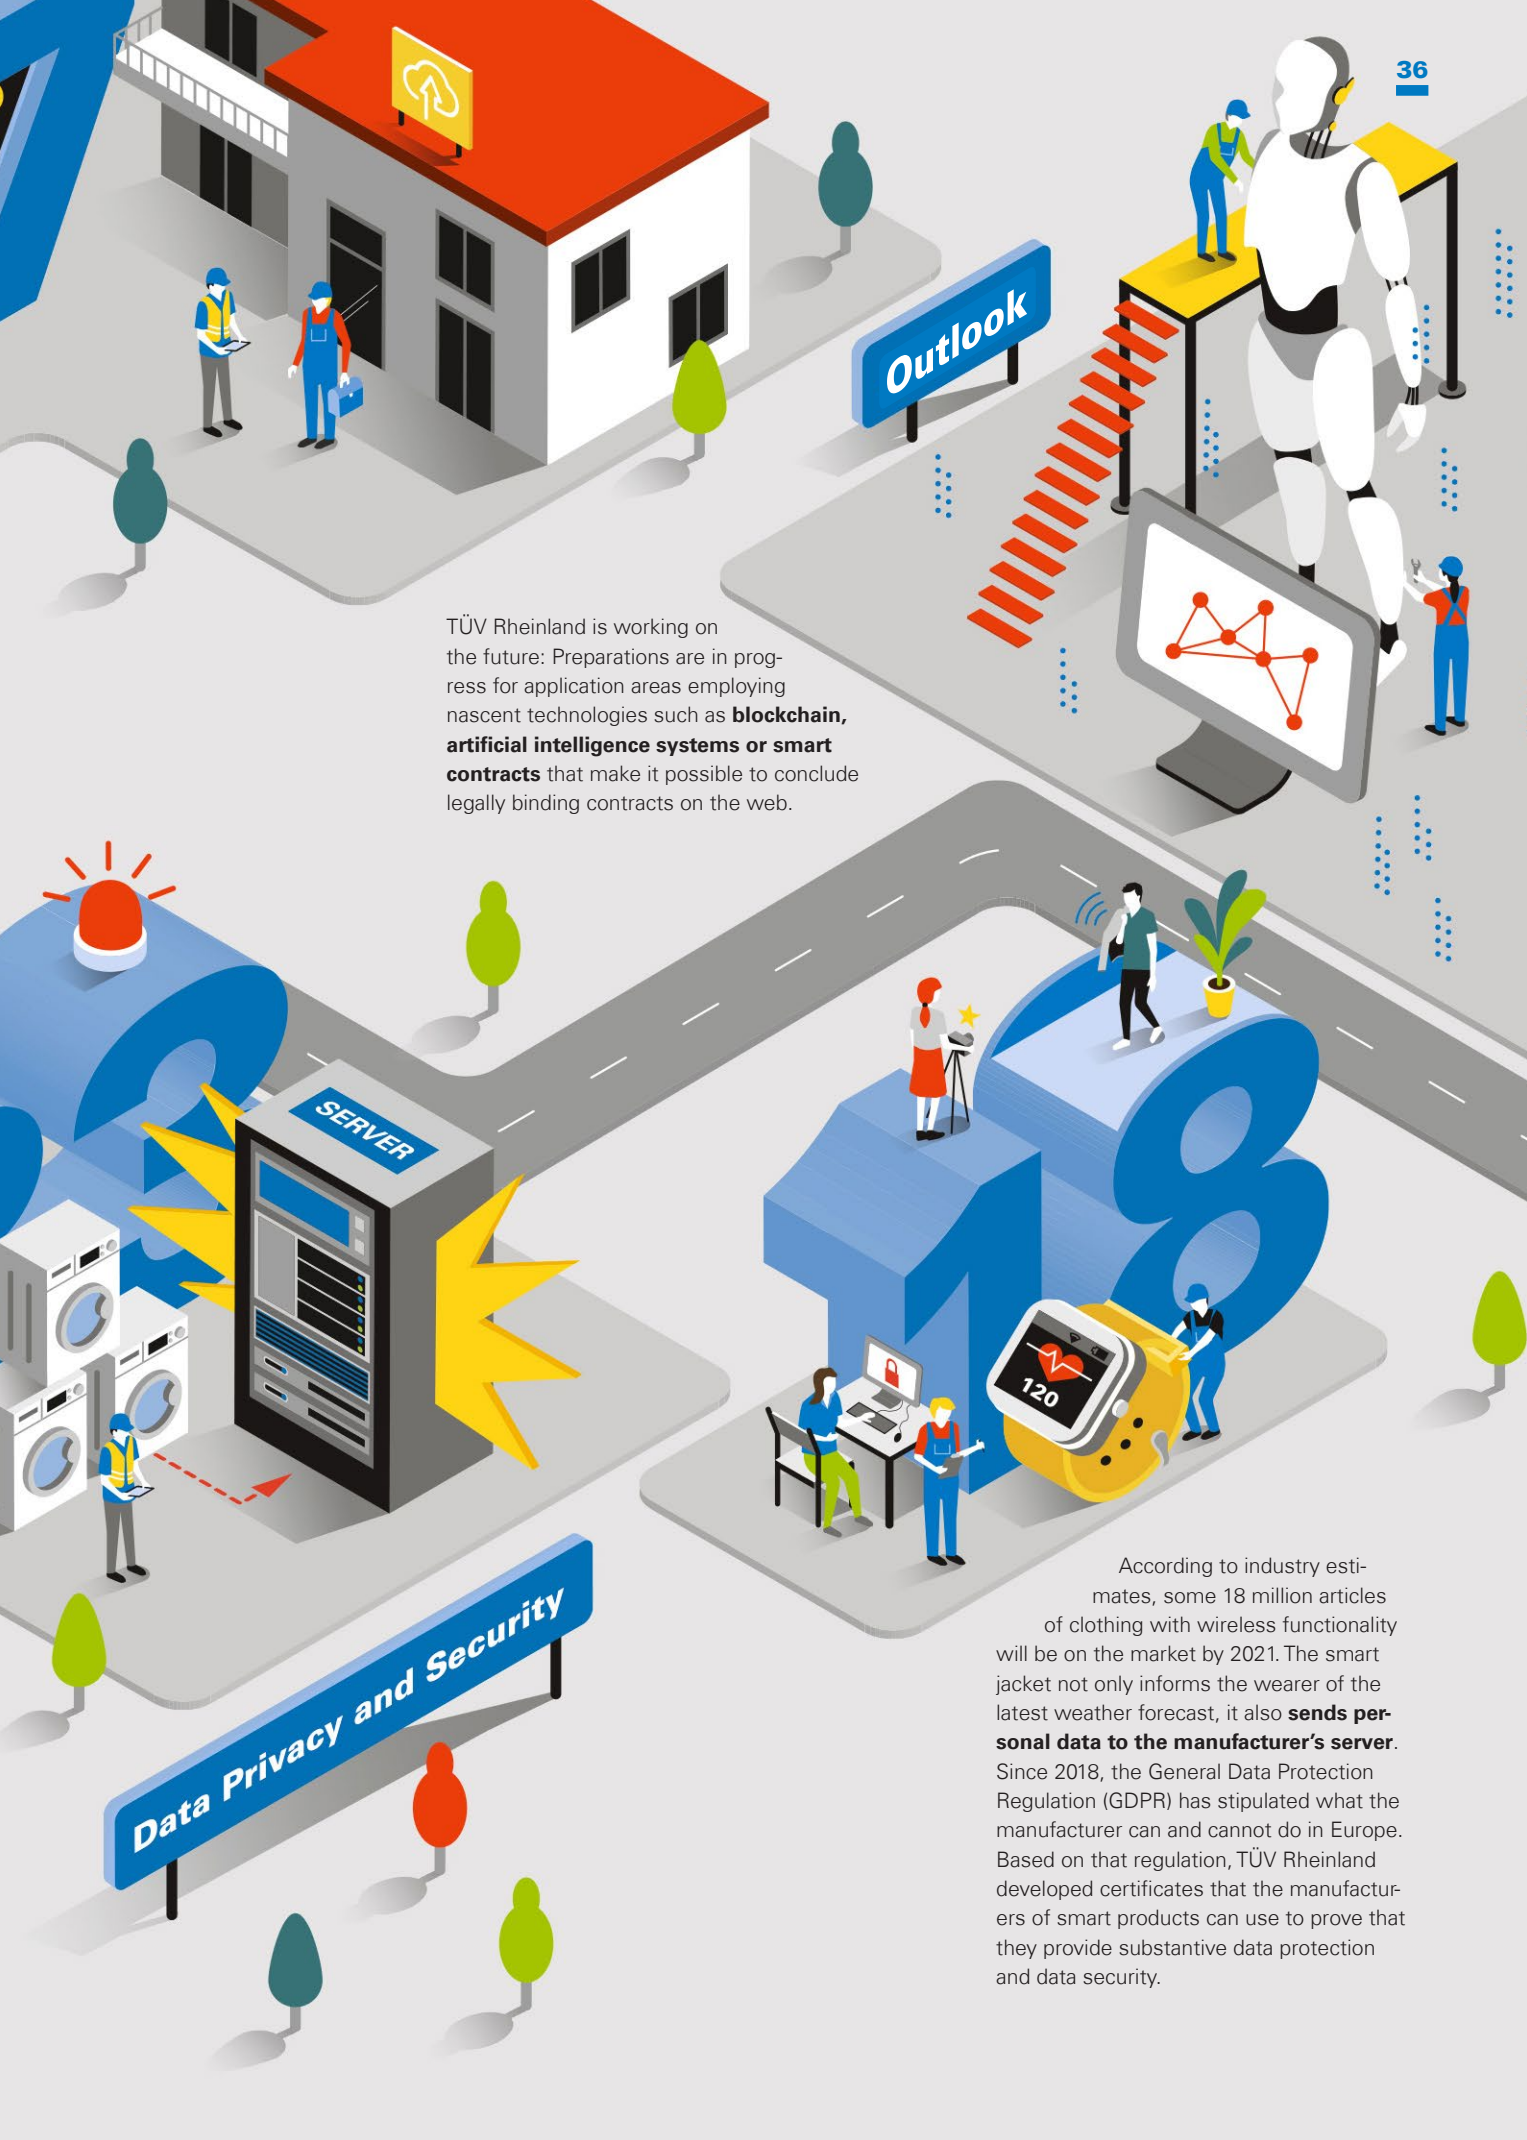 36
Outlook
TÜV Rheinland is working on
the future: Preparations are in prog-
ress for application areas employing
nascent technologies such as blockchain,
artificial intelligence systems or smart
contracts that make it possible to conclude
legally binding contracts on the web.
SERVER
18
120
Data Privacy and Security
According to industry esti-
mates, some 18 million articles
of clothing with wireless functionality
will be on the market by 2021. The smart
jacket not only informs the wearer of the
latest weather forecast, it also sends per-
sonal data to the manufacturer’s server.
Since 2018, the General Data Protection
Regulation (GDPR) has stipulated what the
manufacturer can and cannot do in Europe.
Based on that regulation, TÜV Rheinland
developed certificates that the manufactur-
ers of smart products can use to prove that
they provide substantive data protection
and data security.